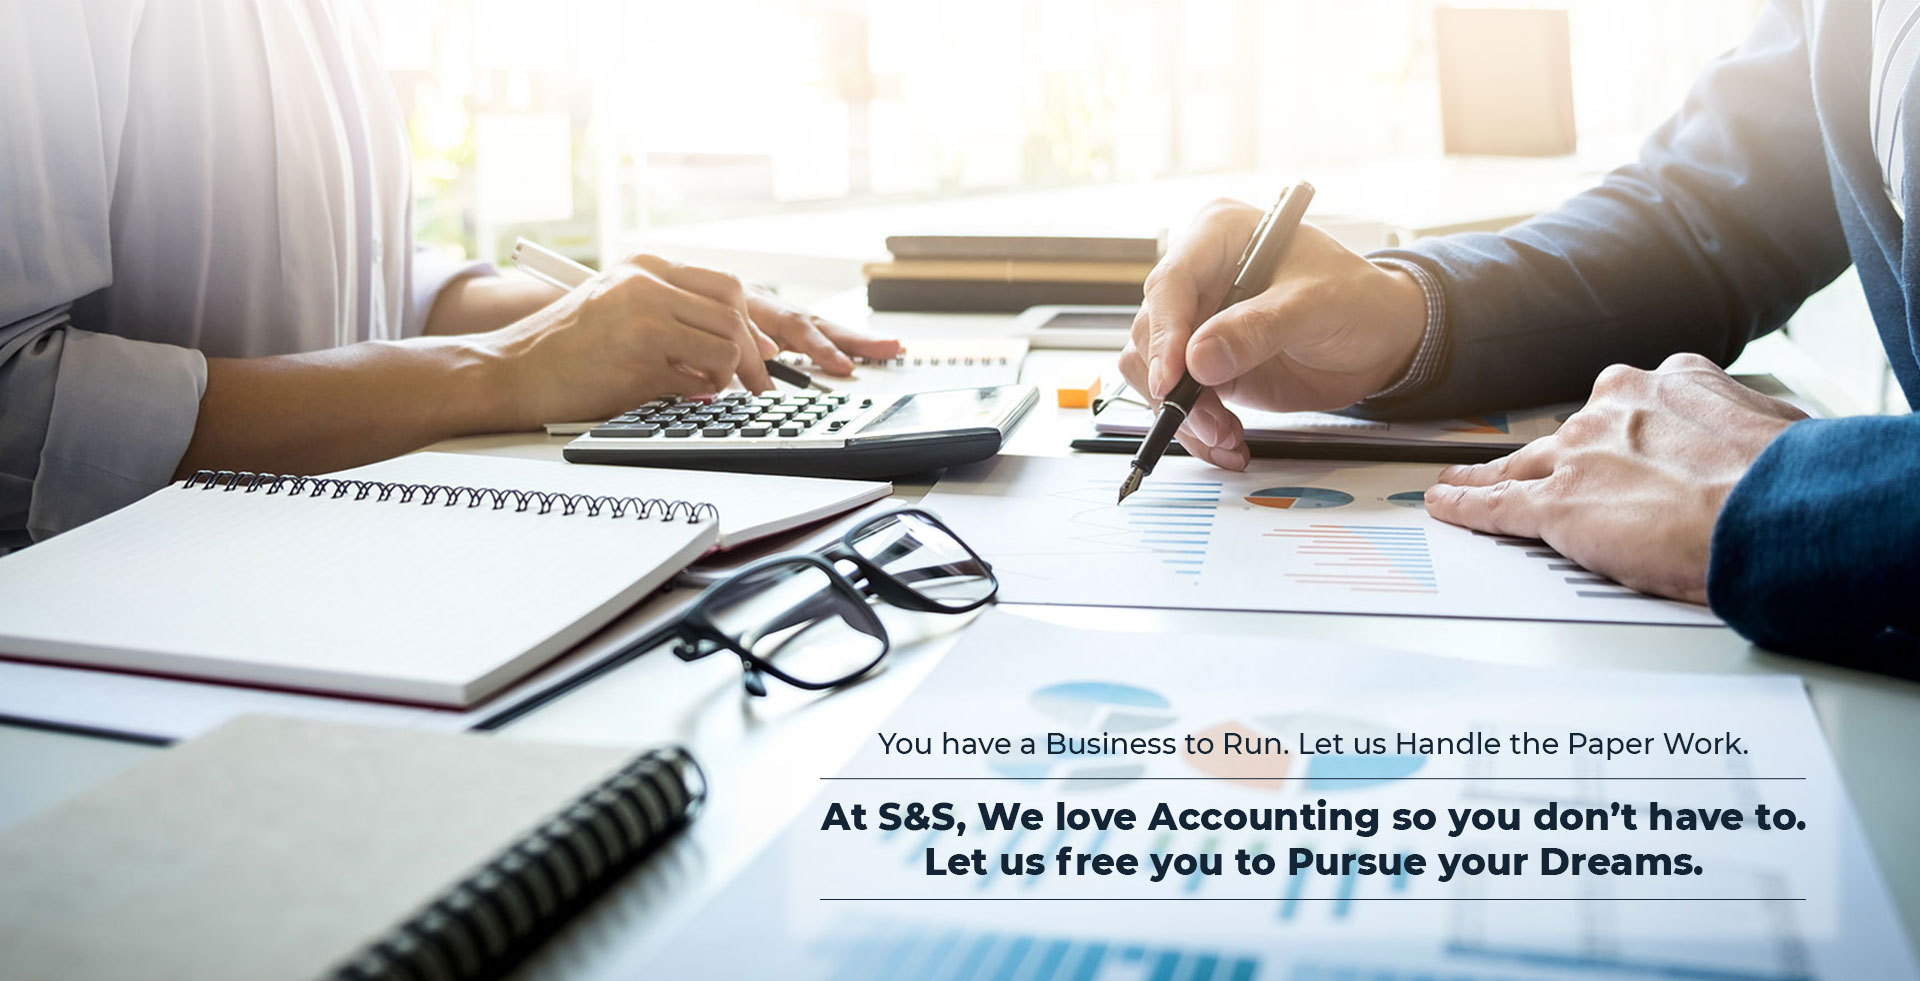 You have a Business to Run. Let us Handle the Paper Work.
At S&S, We love Accounting so you don’t have to.
Let us free you to Pursue your Dreams.